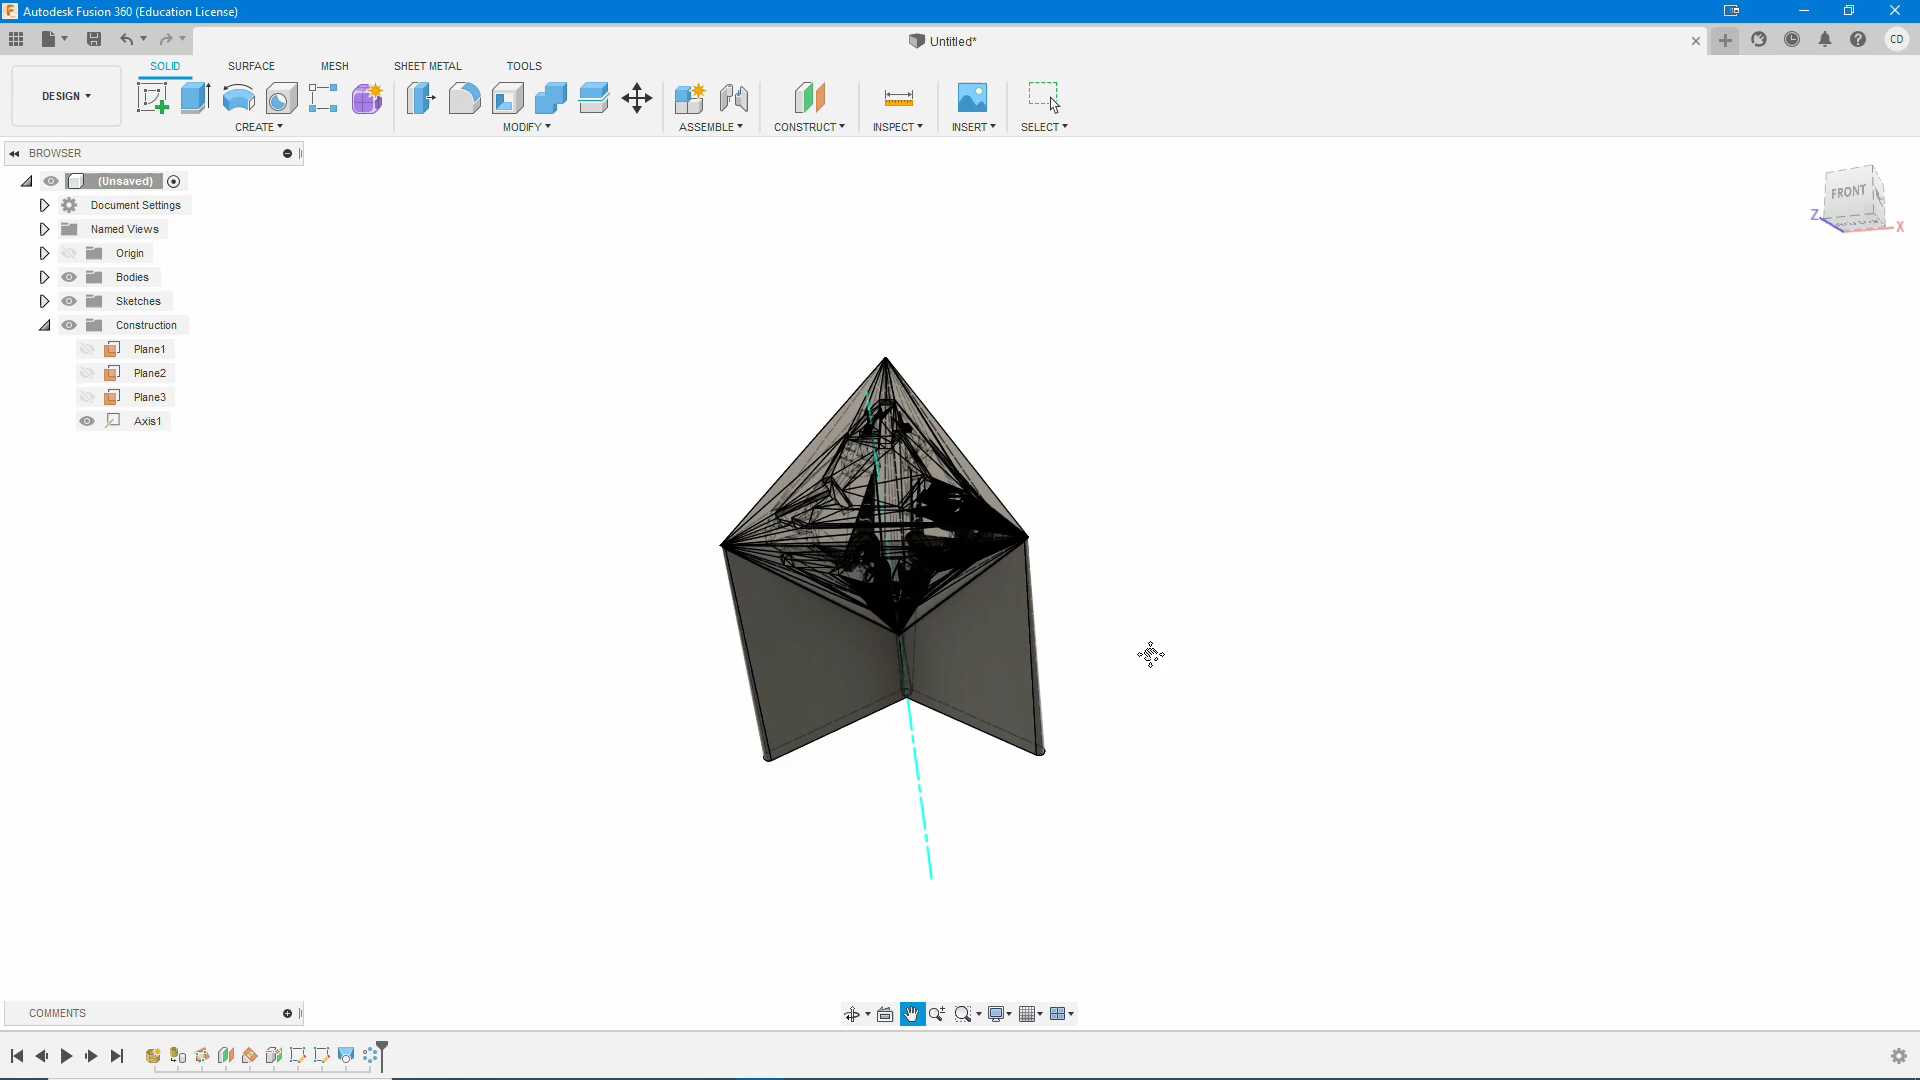 Autodesk Fusion 360 (Education License)
Untitled*
CD
DESIGN
SOLID
SURFACE
MESH
SHEET METAL
TOOLS
CREATE
MODIFY
ASSEMBLE
CONSTRUCT
INSPECT
INSERT
SELECT
BROWSER
(Unsaved)
Document Settings
Named Views
Origin
Bodies
Sketches
Construction
Plane1
Plane2
Plane3
Axis1
FRONT
Z
X
COMMENTS